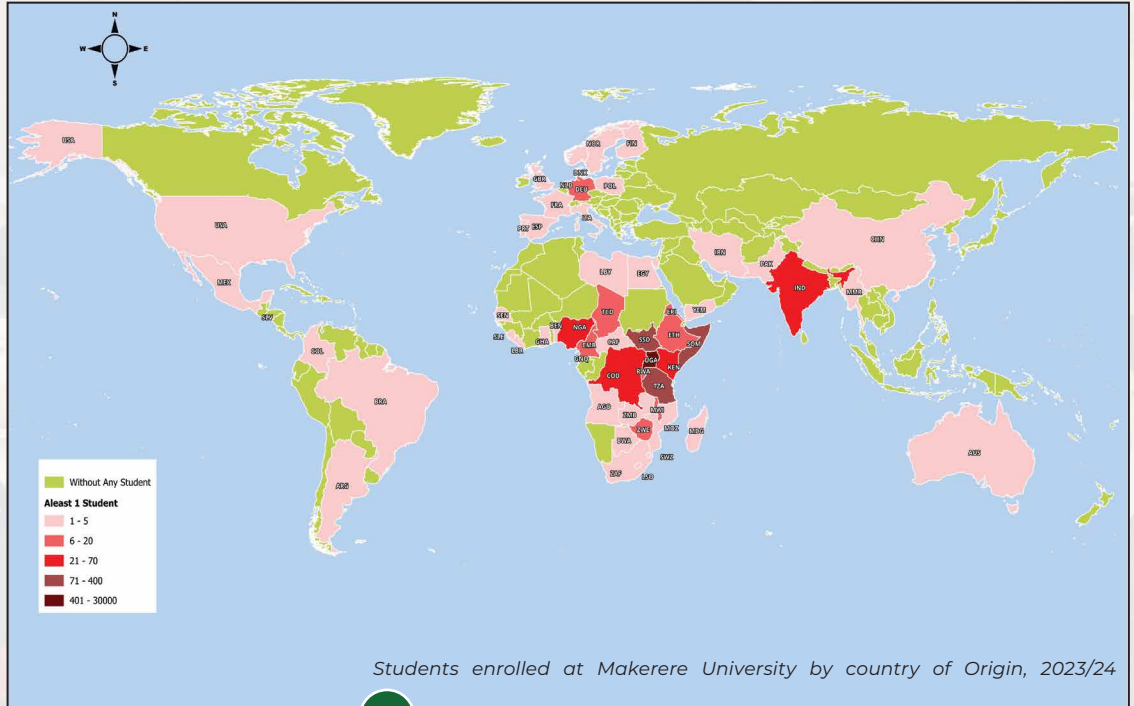 N
W E
S
USA
NOR
FIN
DNK
GBR
NLD
DEU
POL
FRA
ITA
PRT
ESP
USA
CHN
IRN
PAK
MEX
LBY
EGY
IND
MMR
SLV
SEN
TCD
ERI
YEM
BEN
NGA
SLE
GHA
CAF
SSD
ETH
LBR
CMR
SOM
COL
GNQ
UGA
COD
RWA
KEN
TZA
BRA
AGO
MWI
ZMB
MOZ
MDG
ZWE
BWA
AUS
SWZ
ZAF
LSO
ARG
Without Any Student
Aleast 1 Student
1 - 5
6 - 20
21 - 70
71 - 400
401 - 30000
Students enrolled at Makerere University by country of Origin, 2023/24